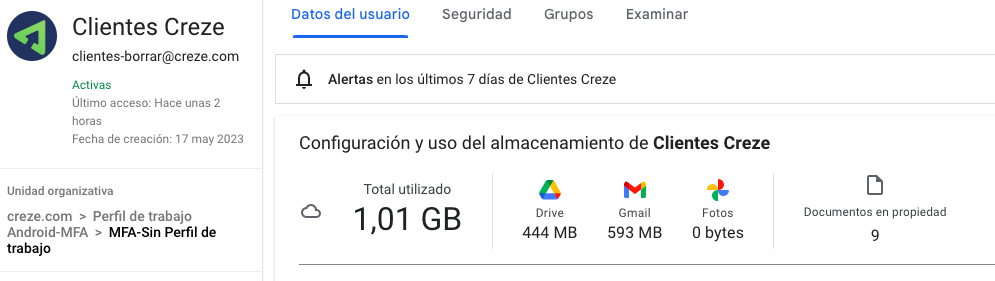 Clientes Creze
clientes-borrar@creze.com
Activas
Último acceso: Hace unas 2
horas
Fecha de creación: 17 may 2023
Unidad organizativa
creze.com > Perfil de trabajo
Android-MFA > MFA-Sin Perfil de
trabajo
Datos del usuario Seguridad Grupos Examinar
Alertas en los últimos 7 días de Clientes Creze
Configuración y uso del almacenamiento de Clientes Creze
Total utilizado
1,01 GB
Drive
444 MB
Gmail
593 MB
Fotos
0 bytes
Documentos en propiedad
9